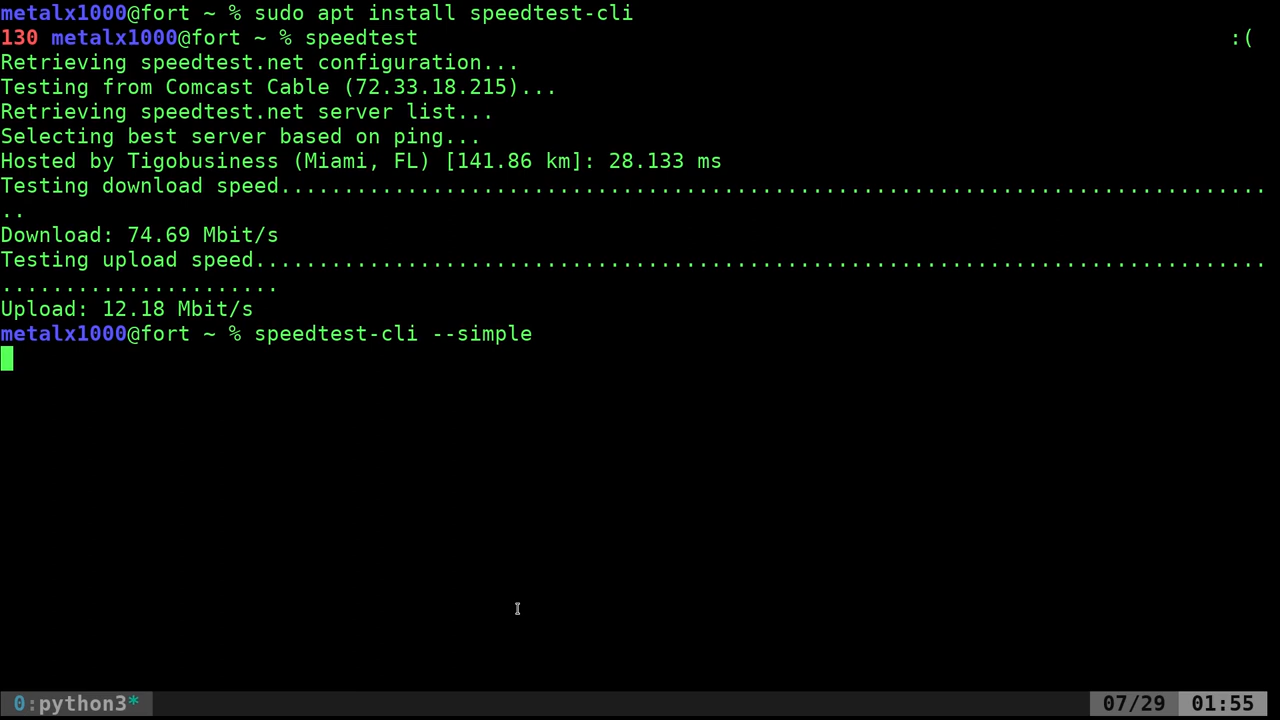 metalx1000@fort ~ % sudo apt install speedtest-cli
130 metalx1000@fort ~ % speedtest :(
Retrieving speedtest.net configuration...
Testing from Comcast Cable (72.33.18.215)...
Retrieving speedtest.net server list...
Selecting best server based on ping...
Hosted by Tigobusiness (Miami, FL) [141.86 km]: 28.133 ms
Testing download speed..............................................................................
..
Download: 74.69 Mbit/s
Testing upload speed................................................................................
......................
Upload: 12.18 Mbit/s
metalx1000@fort ~ % speedtest-cli --simple
0:python3* 07/29 01:55